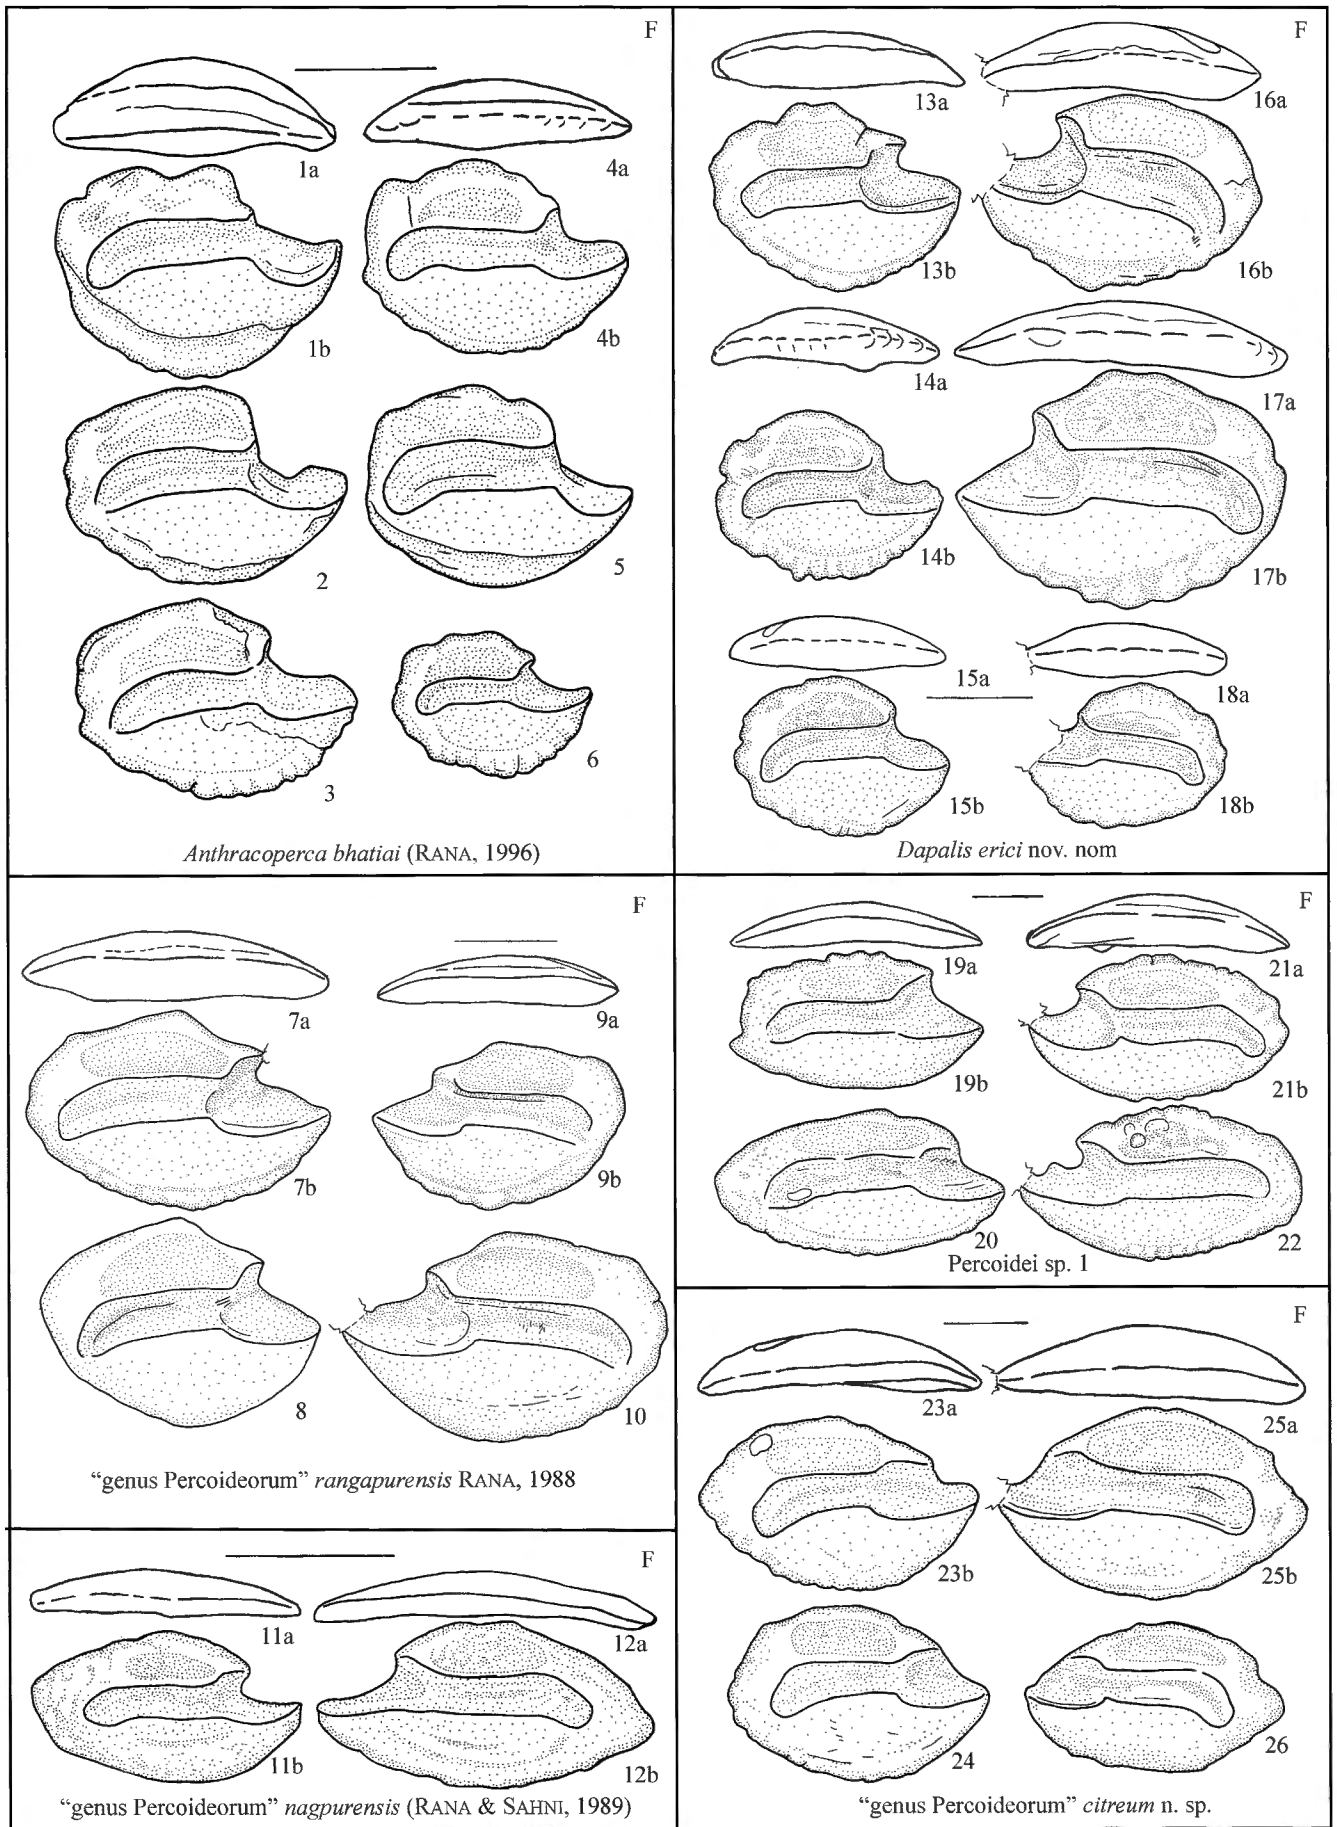 F
1a
4a
1b
4b
2
5
3
6
Anthracoperca bhatiai (RANA, 1996)
F
13a
16a
13b
16b
14a
17a
14b
17b
15a
18a
15b
18b
Dapalis erici nov. nom
F
7a
9a
7b
9b
8
10
"genus Percoideorum" rangapurensis RANA, 1988
F
11a
12a
11b
12b
"genus Percoideorum" nagpurensis (RANA & SAHNI, 1989)
F
19a
21a
19b
21b
20
22
Percoidei sp. 1
F
23a
25a
23b
25b
24
26
"genus Percoideorum" citreum n. sp.